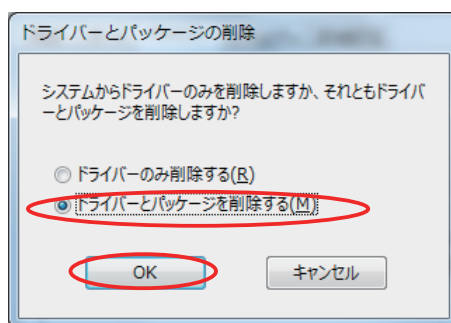 ドライバーとパッケージの削除
システムからドライバーのみを削除しますか、それともドライバ
ーとパッケージを削除しますか?
ドライバーのみ削除する(R)
ドライバーとパッケージを削除する(M)
OK キャンセル